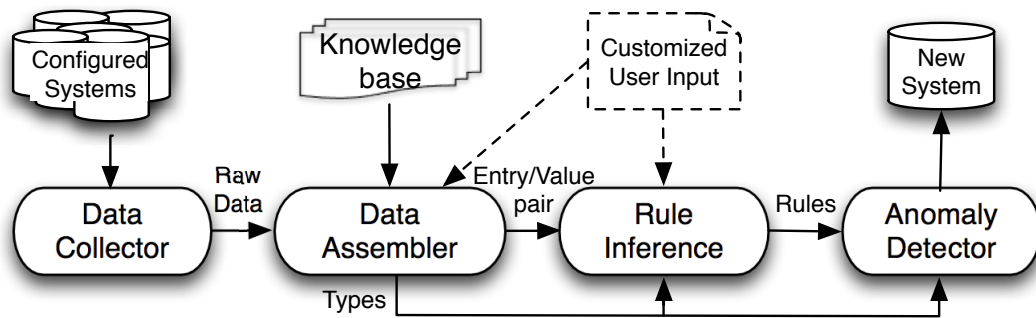 Configured
Systems
Knowledge
base
Customized
User Input
New
System
Raw
Data
Entry/Value
pair
Rules
Data
Collector
Data
Assembler
Rule
Inference
Anomaly
Detector
Types